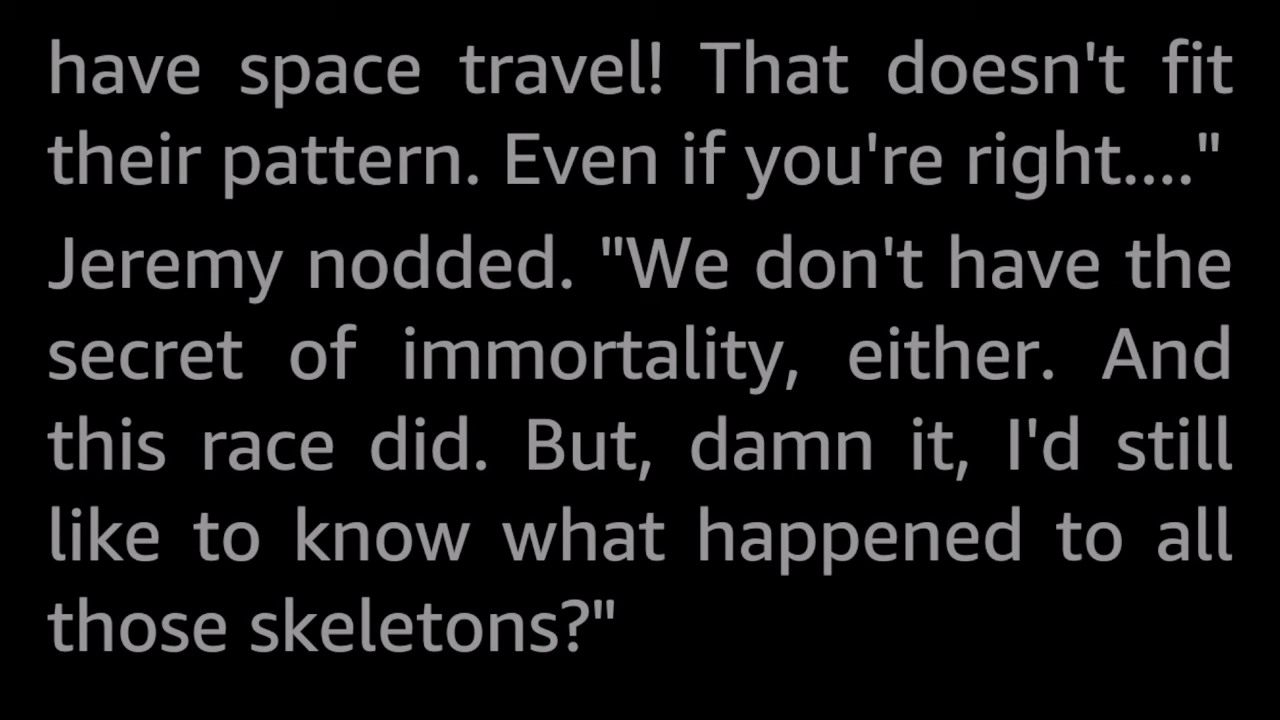 have space travel! That doesn't fit
their pattern. Even if you're right...."
Jeremy nodded. "We don't have the
secret of immortality, either. And
this race did. But, damn it, I'd still
like to know what happened to all
those skeletons?"